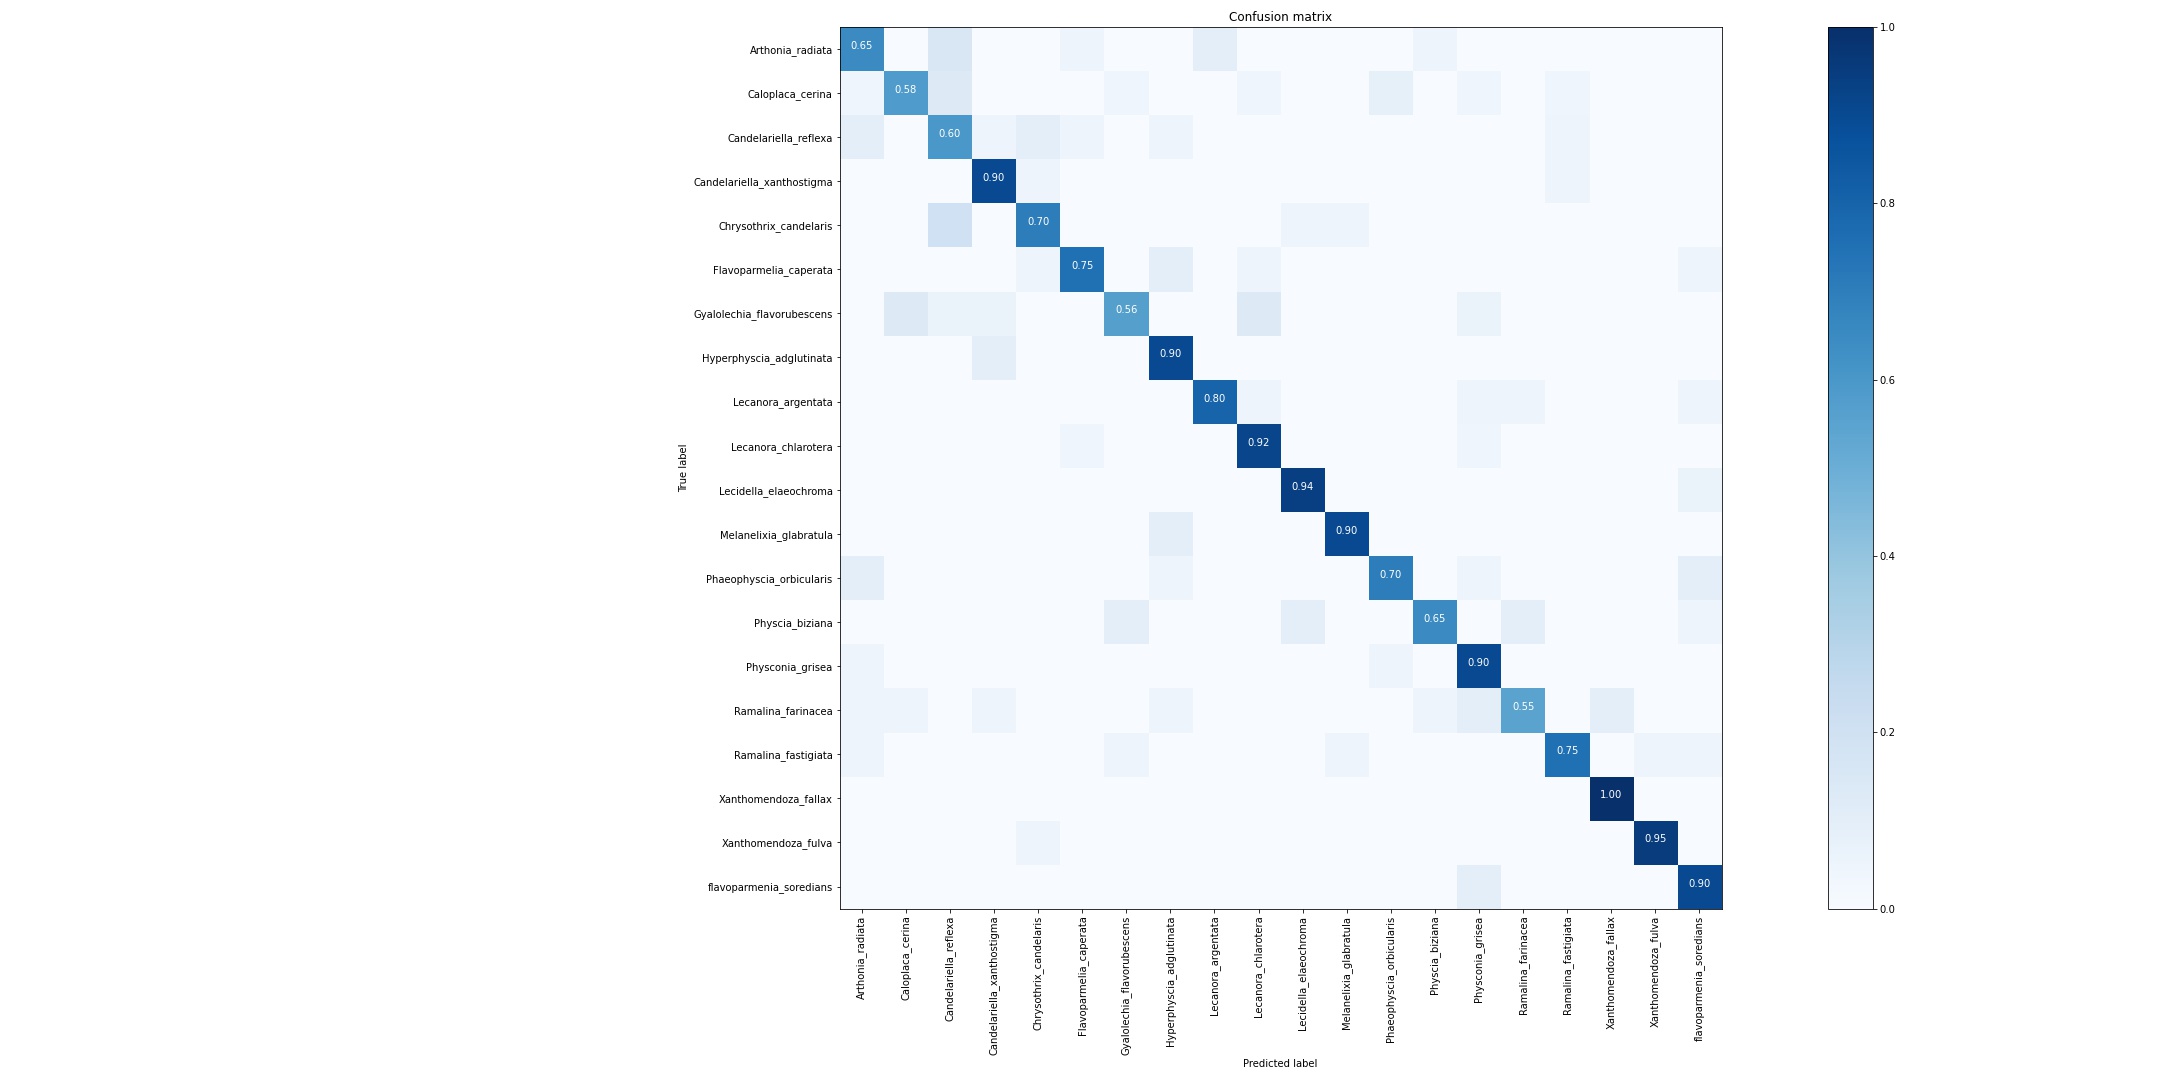 Confusion matrix
Arthonia_radiata
Caloplaca_cerina
Candelariella_reflexa
Candelariella_xanthostigma
Chrysothrix_candelaris
Flavoparmelia_caperata
Gyalolechia_flavorubescens
Hyperphyscia_adglutinata
Lecanora_argentata
Lecanora_chlarotera
Lecidella_elaeochroma
Melanelixia_glabratula
Phaeophyscia_orbicularis
Physcia_biziana
Physconia_grisea
Ramalina_farinacea
Ramalina_fastigiata
Xanthomendoza_fallax
Xanthomendoza_fulva
flavoparmenia_soredians
True label
0.65
0.58
0.60
0.90
0.70
0.75
0.56
0.90
0.80
0.92
0.94
0.90
0.70
0.65
0.90
0.55
0.75
1.00
0.95
0.90
Arthonia_radiata
Caloplaca_cerina
Candelariella_reflexa
Candelariella_xanthostigma
Chrysothrix_candelaris
Flavoparmelia_caperata
Gyalolechia_flavorubescens
Hyperphyscia_adglutinata
Lecanora_argentata
Lecanora_chlarotera
Lecidella_elaeochroma
Melanelixia_glabratula
Phaeophyscia_orbicularis
Physcia_biziana
Physconia_grisea
Ramalina_farinacea
Ramalina_fastigiata
Xanthomendoza_fallax
Xanthomendoza_fulva
flavoparmenia_soredians
Predicted label
1.0
0.8
0.6
0.4
0.2
0.0